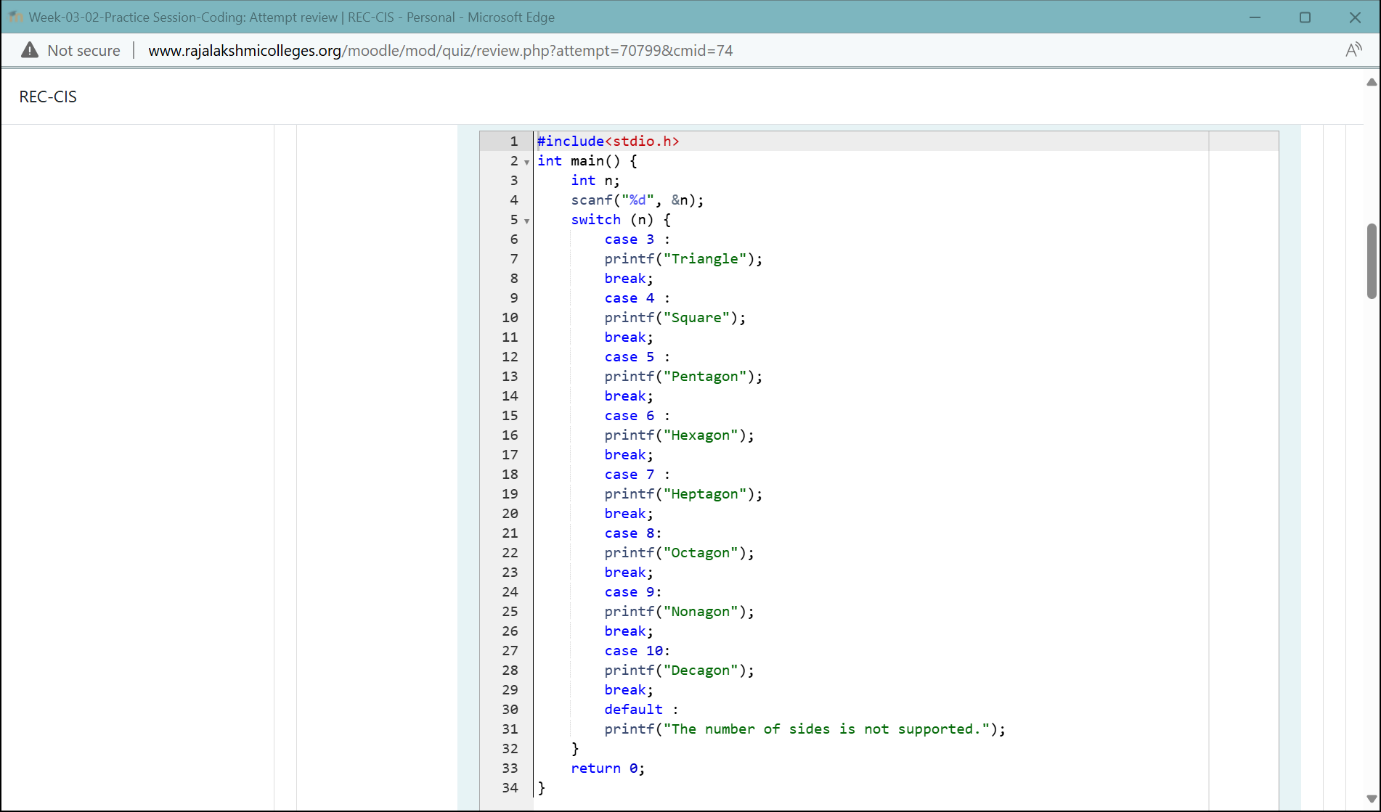 Week-03-02-Practice Session-Coding: Attempt review | REC-CIS - Personal - Microsoft Edge
Not secure | www.rajalakshmicolleges.org/moodle/mod/quiz/review.php?attempt=70799&cmid=74
REC-CIS
1 #include<stdio.h>
2 int main() {
3 int n;
4 scanf("%d", &n);
5 switch (n) {
6 case 3 :
7 printf("Triangle");
8 break;
9 case 4 :
10 printf("Square");
11 break;
12 case 5 :
13 printf("Pentagon");
14 break;
15 case 6 :
16 printf("Hexagon");
17 break;
18 case 7 :
19 printf("Heptagon");
20 break;
21 case 8:
22 printf("Octagon");
23 break;
24 case 9:
25 printf("Nonagon");
26 break;
27 case 10:
28 printf("Decagon");
29 break;
30 default :
31 printf("The number of sides is not supported.");
32 }
33 return 0;
34 }